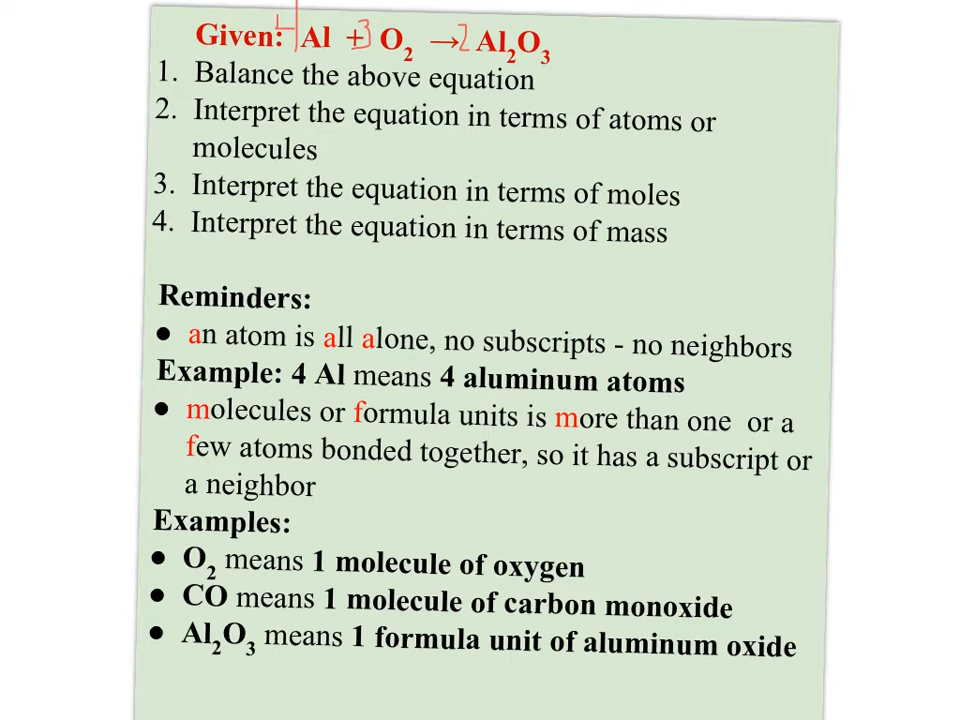 Given: 4 Al + 3 O₂ → 2 Al₂O₃
1. Balance the above equation
2. Interpret the equation in terms of atoms or
molecules
3. Interpret the equation in terms of moles
4. Interpret the equation in terms of mass
Reminders:
● an atom is all alone, no subscripts - no neighbors
Example: 4 Al means 4 aluminum atoms
● molecules or formula units is more than one or a
few atoms bonded together, so it has a subscript or
a neighbor
Examples:
● O₂ means 1 molecule of oxygen
● CO means 1 molecule of carbon monoxide
● Al₂O₃ means 1 formula unit of aluminum oxide